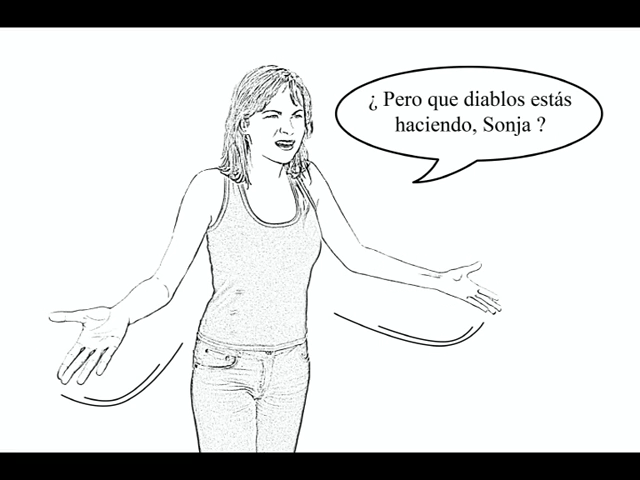 ¿ Pero que diablos estás
haciendo, Sonja ?